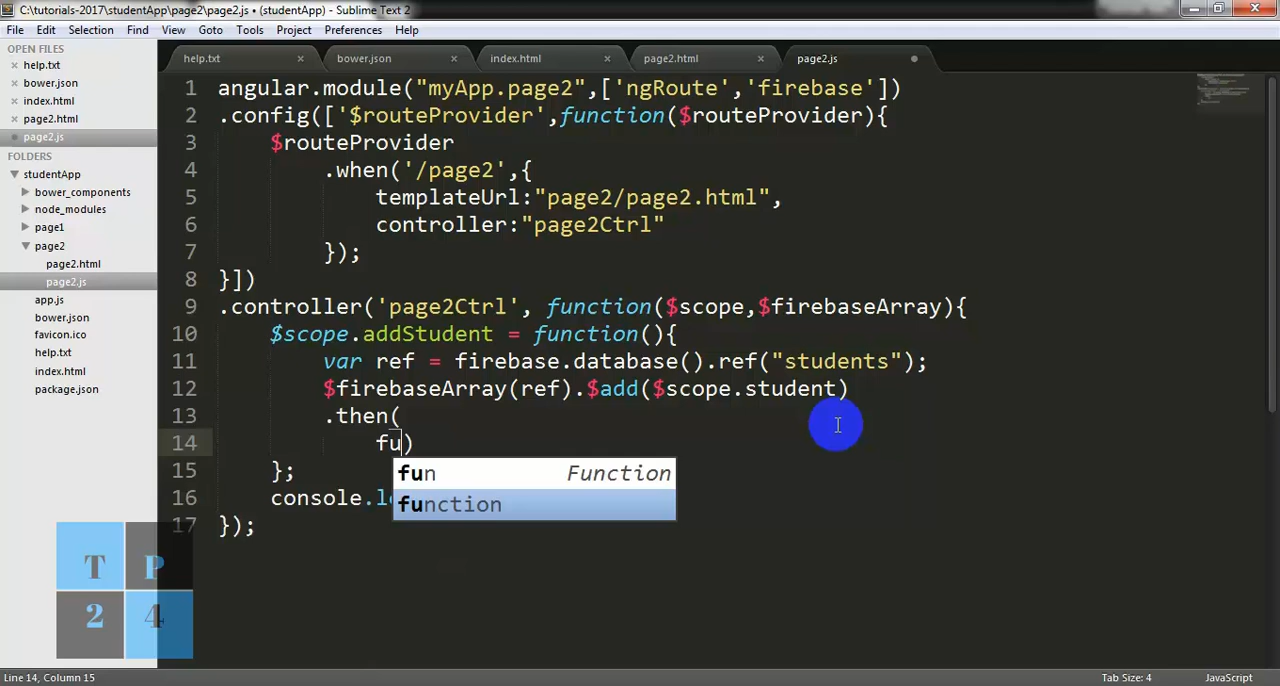 C:\tutorials-2017\studentApp\page2\page2.js • (studentApp) - Sublime Text 2
File Edit Selection Find View Goto Tools Project Preferences Help
OPEN FILES
help.txt
bower.json
index.html
page2.html
page2.js
FOLDERS
studentApp
bower_components
node_modules
page1
page2
page2.html
page2.js
app.js
bower.json
favicon.ico
help.txt
index.html
package.json
help.txt bower.json index.html page2.html page2.js
1 angular.module("myApp.page2",['ngRoute','firebase'])
2 .config(['$routeProvider',function($routeProvider){
3 $routeProvider
4 .when('/page2',{
5 templateUrl:"page2/page2.html",
6 controller:"page2Ctrl"
7 });
8 }])
9 .controller('page2Ctrl', function($scope,$firebaseArray){
10 $scope.addStudent = function(){
11 var ref = firebase.database().ref("students");
12 $firebaseArray(ref).$add($scope.student)
13 .then(
14 fu)
fun Function
function
15 };
16 console.l
17 });
T P
2 4
Line 14, Column 15
Tab Size: 4
JavaScript